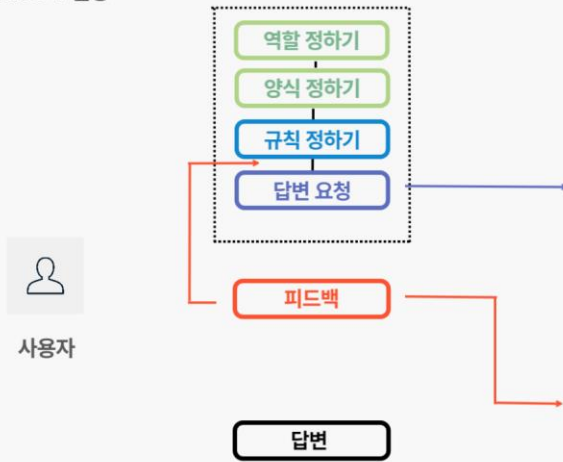 역할 정하기
양식 정하기
규칙 정하기
답변 요청
피드백
사용자
답변